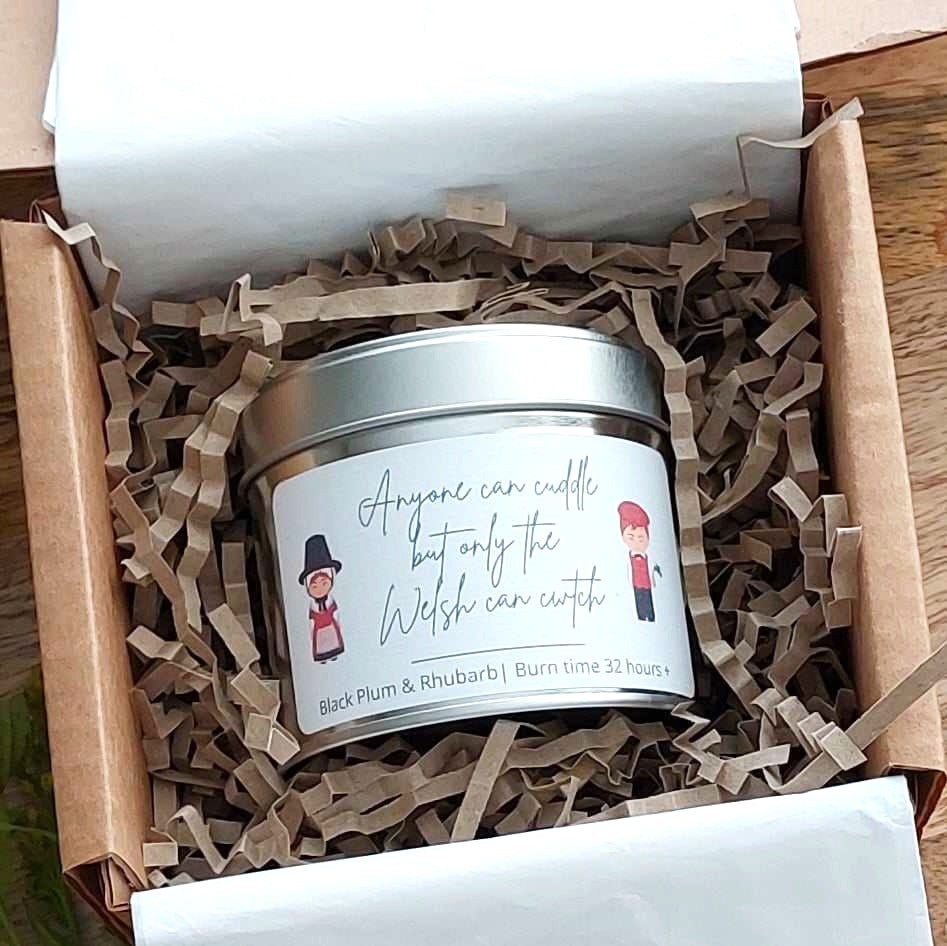 Anyone can cuddle
but only the
Welsh can cwtch
Black Plum & Rhubarb| Burn time 32 hours +